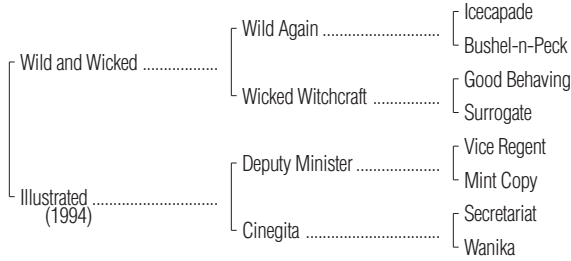 Icecapade
Wild Again ......................
Bushel-n-Peck
Wild and Wicked ..................
Good Behaving
Wicked Witchcraft ................
Surrogate
Vice Regent
Deputy Minister ....................
Mint Copy
Illustrated ..............................
(1994)
Secretariat
Cinegita ................................
Wanika